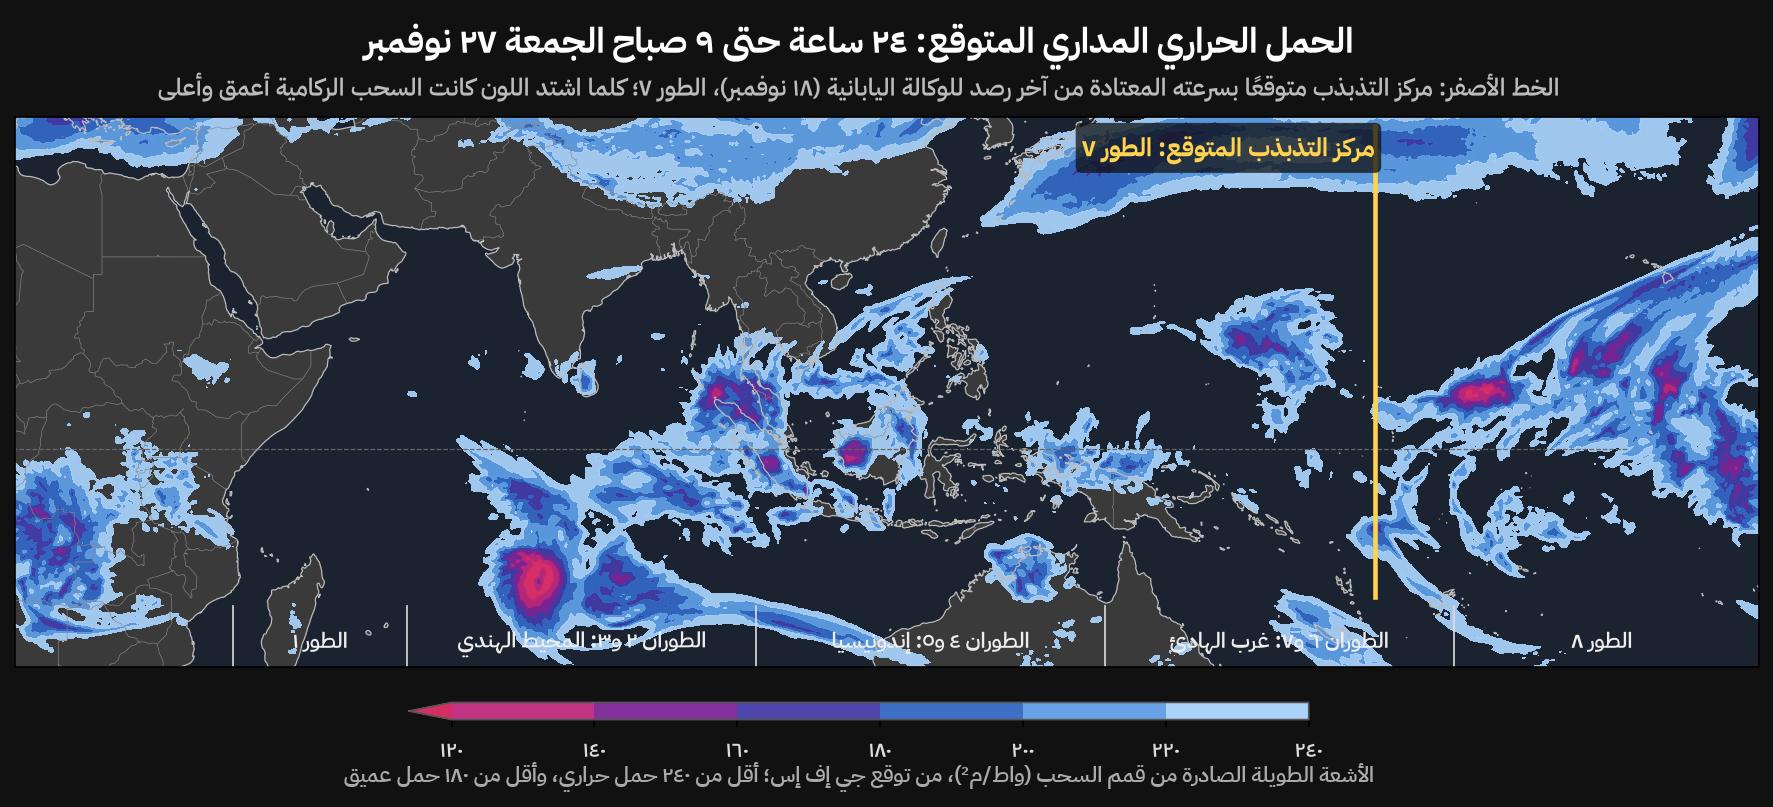 الحمل الحراري المداري المتوقع: ٢٤ ساعة حتى ٩ صباح الجمعة ٢٧ نوفمبر
الخط الأصفر: مركز التذبذب متوقعًا بسرعته المعتادة من آخر رصد للوكالة اليابانية (١٨ نوفمبر)، الطور ٧؛ كلما اشتد اللون كانت السحب الركامية أعمق وأعلى
مركز التذبذب المتوقع: الطور ٧
الطور ١
الطوران ٢ و٣: المحيط الهندي
الطوران ٤ و٥: إندونيسيا
الطوران ٦ و٧: غرب الهادئ
الطور ٨
١٢٠
١٤٠
١٦٠
١٨٠
٢٠٠
٢٢٠
٢٤٠
الأشعة الطويلة الصادرة من قمم السحب (واط/م²)، من توقع جي إف إس؛ أقل من ٢٤٠ حمل حراري، وأقل من ١٨٠ حمل عميق